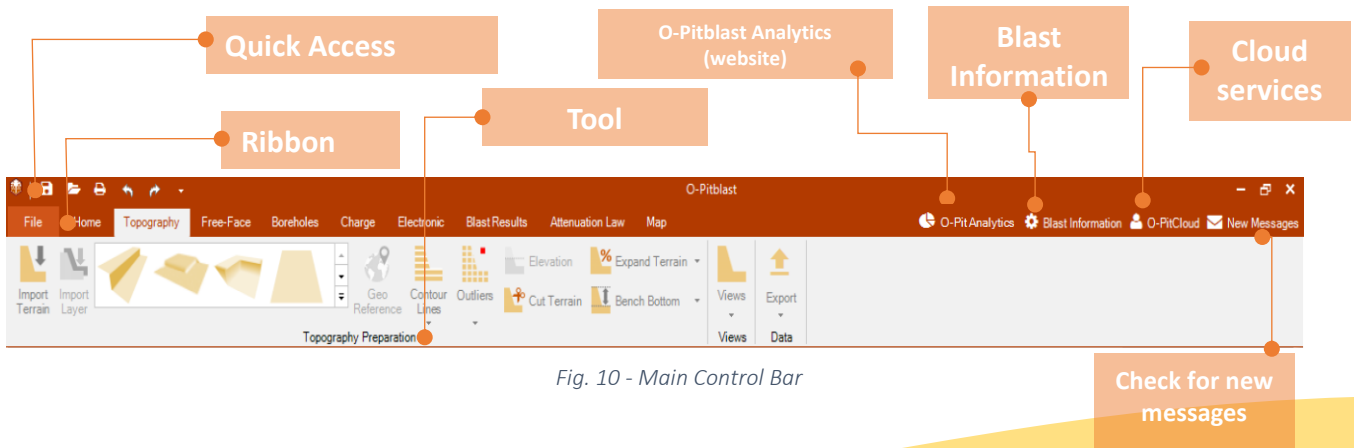 Quick Access
O-Pitblast Analytics
(website)
Blast
Information
Cloud
services
Tool
Ribbon
O-Pitblast
File
Home
Topography
Free-Face
Boreholes
Charge
Electronic
Blast Results
Attenuation Law
Map
O-Pit Analytics
Blast Information
O-PitCloud
New Messages
Import
Terrain
Import
Layer
Geo
Reference
Contour
Lines
Outliers
Elevation
Cut Terrain
% Expand Terrain
Bench Bottom
Views
Export
Topography Preparation
Views
Data
Fig. 10 - Main Control Bar
Check for new
messages